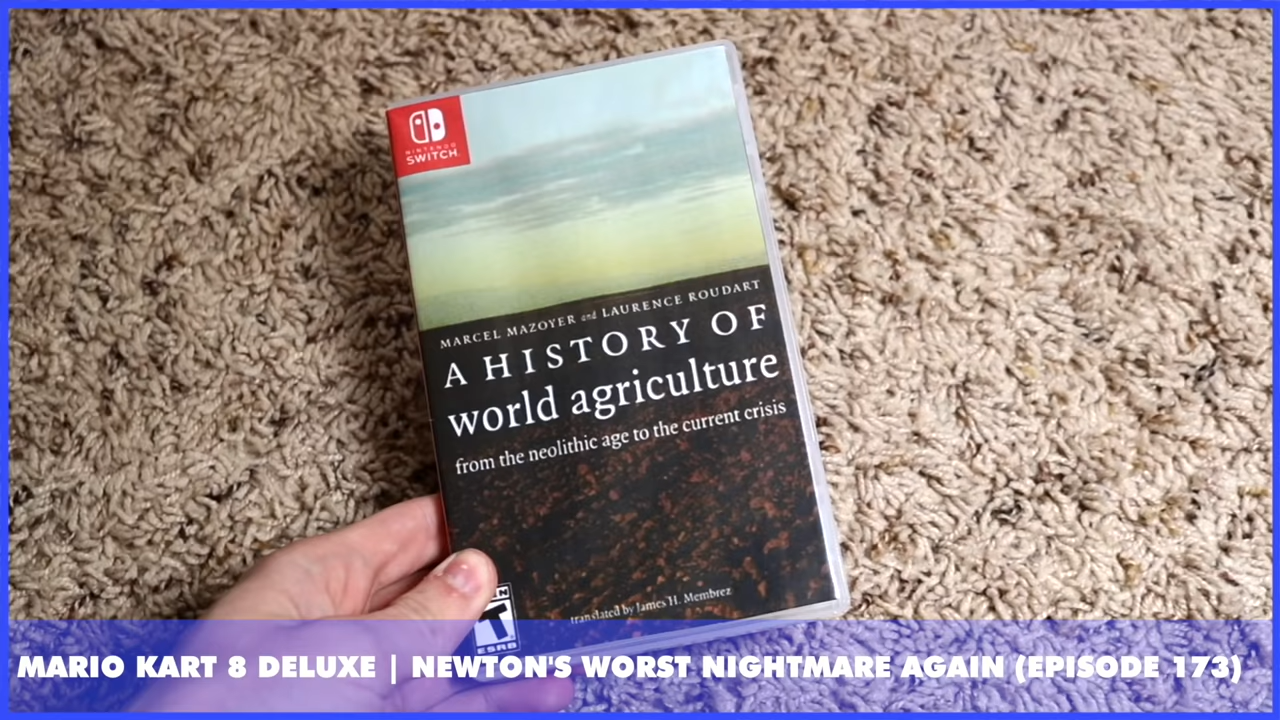 NINTENDO
SWITCH
MARCEL MAZOYER and LAURENCE ROUDART
A HISTORY OF
world agriculture
from the neolithic age to the current crisis
translated by James H. Membrez
T
ESRB
MARIO KART 8 DELUXE | NEWTON'S WORST NIGHTMARE AGAIN (EPISODE 173)